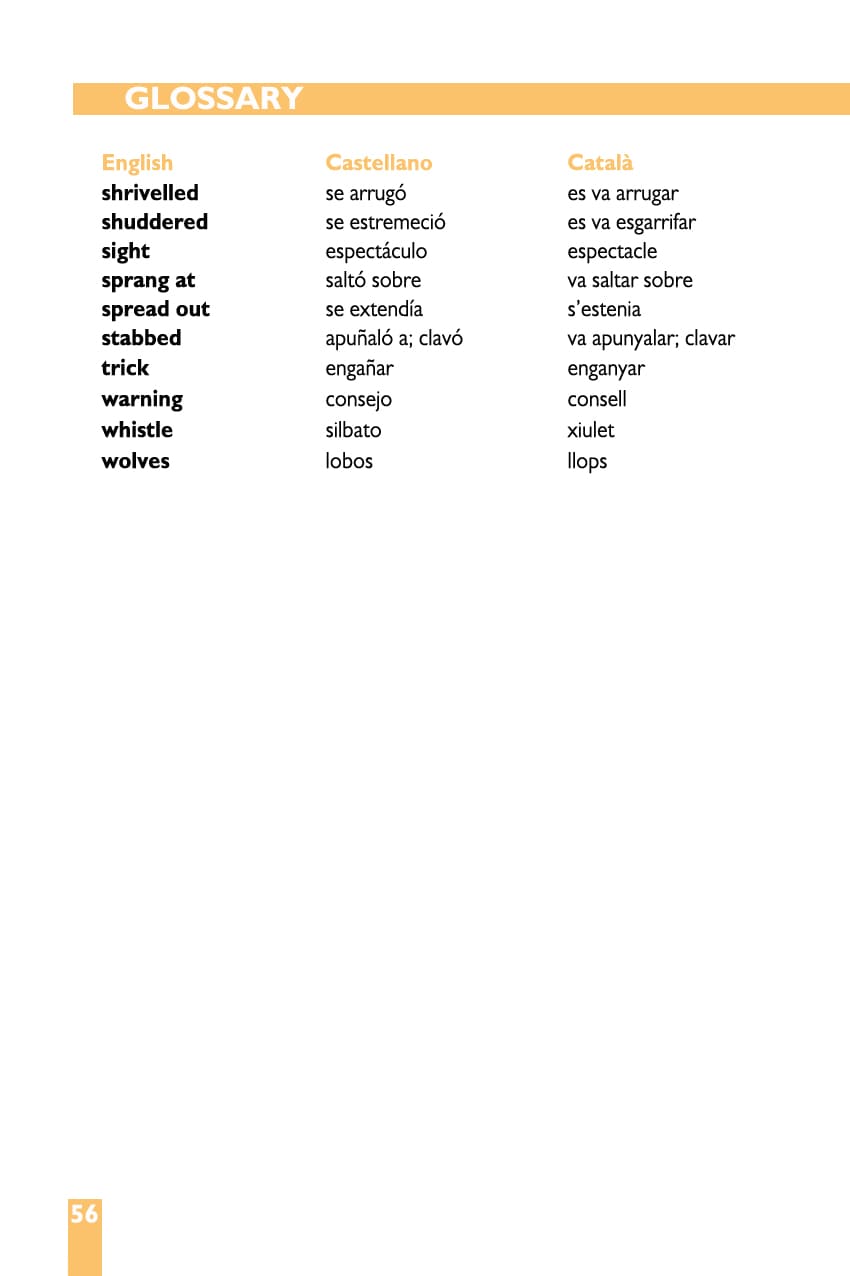 GLOSSARY
English Castellano Català
shrivelled se arrugó es va arrugar
shuddered se estremeció es va esgarrifar
sight espectáculo espectacle
sprang at saltó sobre va saltar sobre
spread out se extendía s’estenia
stabbed apuñaló a; clavó va apunyalar; clavar
trick engañar enganyar
warning consejo consell
whistle silbato xiulet
wolves lobos llops
56